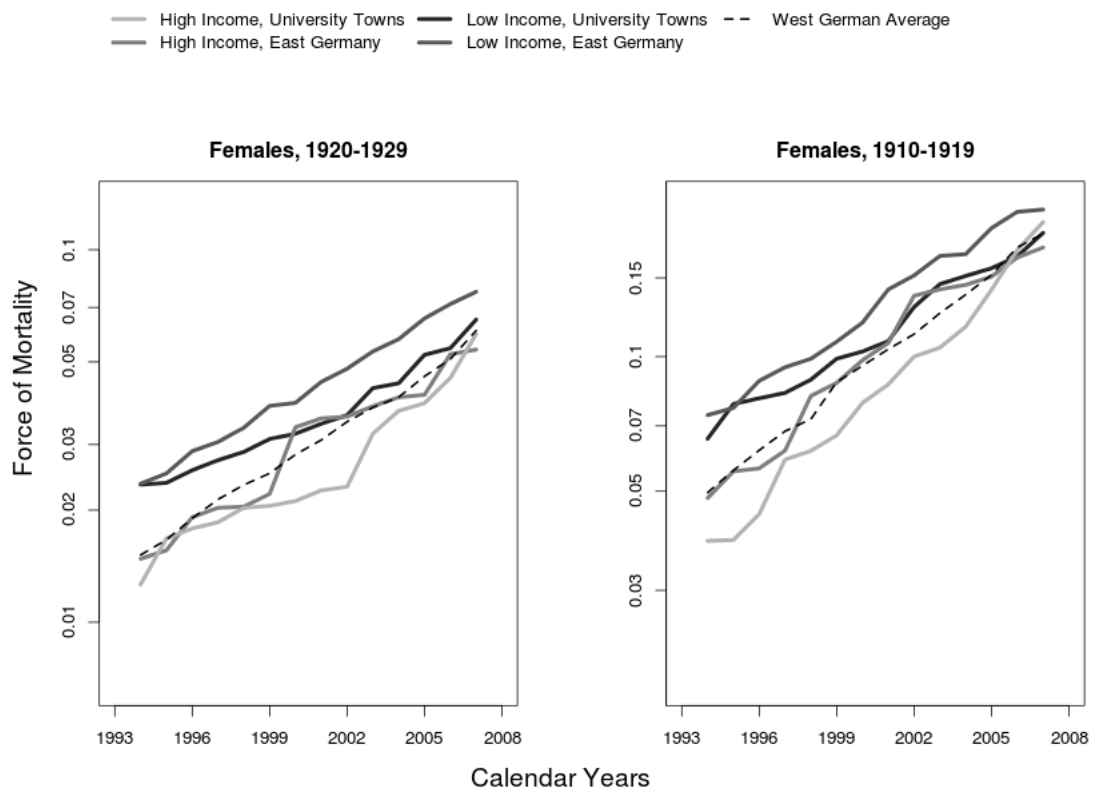 High Income, University Towns Low Income, University Towns West German Average
High Income, East Germany Low Income, East Germany
Females, 1920-1929
Females, 1910-1919
Force of Mortality
0.1
0.07
0.05
0.03
0.02
0.01
0.15
0.1
0.07
0.05
0.03
1993 1996 1999 2002 2005 2008
1993 1996 1999 2002 2005 2008
Calendar Years